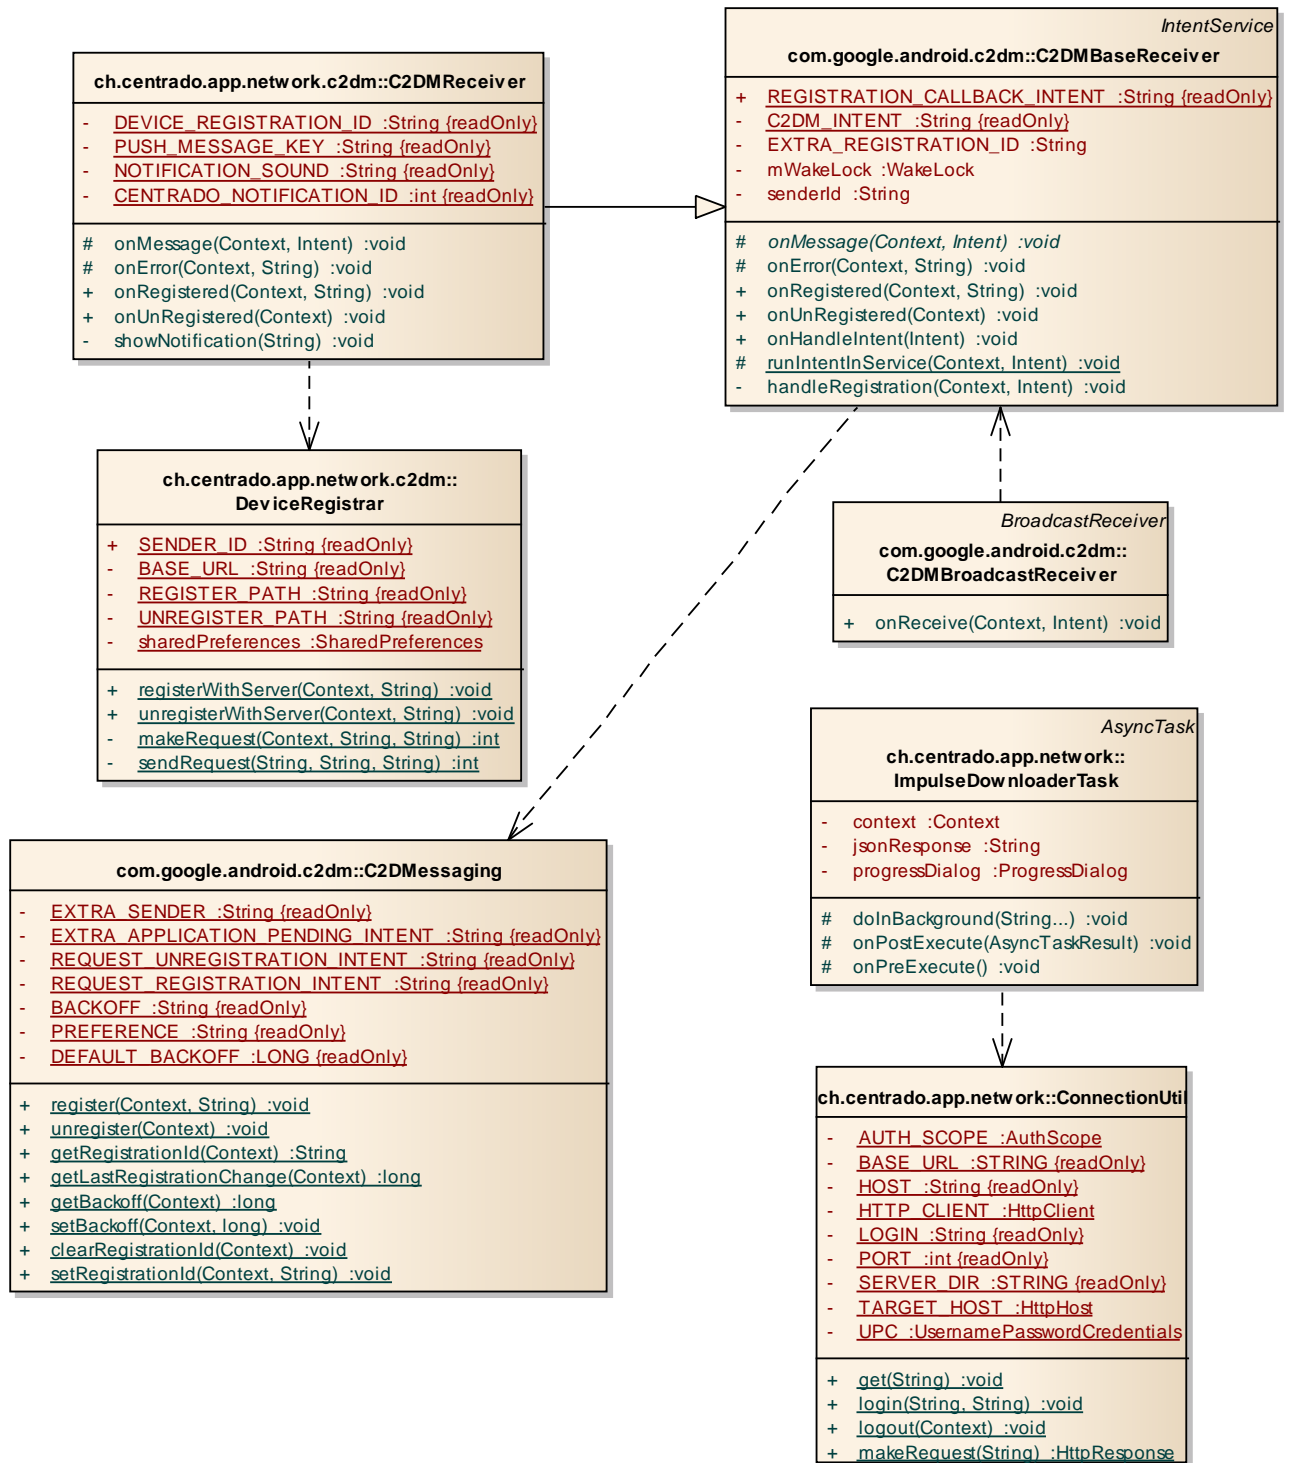 ch.centrado.app.network.c2dm::C2DMReceiver
- DEVICE_REGISTRATION_ID :String {readOnly}
- PUSH_MESSAGE_KEY :String {readOnly}
- NOTIFICATION_SOUND :String {readOnly}
- CENTRADO_NOTIFICATION_ID :int {readOnly}
# onMessage(Context, Intent) :void
# onError(Context, String) :void
+ onRegistered(Context, String) :void
+ onUnRegistered(Context) :void
- showNotification(String) :void
IntentService
com.google.android.c2dm::C2DMBaseReceiver
+ REGISTRATION_CALLBACK_INTENT :String {readOnly}
- C2DM_INTENT :String {readOnly}
- EXTRA_REGISTRATION_ID :String
- mWakeLock :WakeLock
- senderId :String
# onMessage(Context, Intent) :void
# onError(Context, String) :void
+ onRegistered(Context, String) :void
+ onUnRegistered(Context) :void
+ onHandleIntent(Intent) :void
# runIntentInService(Context, Intent) :void
- handleRegistration(Context, Intent) :void
ch.centrado.app.network.c2dm::
DeviceRegistrar
+ SENDER_ID :String {readOnly}
- BASE_URL :String {readOnly}
- REGISTER_PATH :String {readOnly}
- UNREGISTER_PATH :String {readOnly}
- sharedPreferences :SharedPreferences
+ registerWithServer(Context, String) :void
+ unregisterWithServer(Context, String) :void
- makeRequest(Context, String, String) :int
- sendRequest(String, String, String) :int
BroadcastReceiver
com.google.android.c2dm::
C2DMBroadcastReceiver
+ onReceive(Context, Intent) :void
AsyncTask
ch.centrado.app.network::
ImpulseDownloaderTask
- context :Context
- jsonResponse :String
- progressDialog :ProgressDialog
# doInBackground(String...) :void
# onPostExecute(AsyncTaskResult) :void
# onPreExecute() :void
com.google.android.c2dm::C2DMessaging
- EXTRA_SENDER :String {readOnly}
- EXTRA_APPLICATION_PENDING_INTENT :String {readOnly}
- REQUEST_UNREGISTRATION_INTENT :String {readOnly}
- REQUEST_REGISTRATION_INTENT :String {readOnly}
- BACKOFF :String {readOnly}
- PREFERENCE :String {readOnly}
- DEFAULT_BACKOFF :LONG {readOnly}
+ register(Context, String) :void
+ unregister(Context) :void
+ getRegistrationId(Context) :String
+ getLastRegistrationChange(Context) :long
+ getBackoff(Context) :long
+ setBackoff(Context, long) :void
+ clearRegistrationId(Context) :void
+ setRegistrationId(Context, String) :void
ch.centrado.app.network::ConnectionUtil
- AUTH_SCOPE :AuthScope
- BASE_URL :STRING {readOnly}
- HOST :String {readOnly}
- HTTP_CLIENT :HttpClient
- LOGIN :String {readOnly}
- PORT :int {readOnly}
- SERVER_DIR :STRING {readOnly}
- TARGET_HOST :HttpHost
- UPC :UsernamePasswordCredentials
+ get(String) :void
+ login(String, String) :void
+ logout(Context) :void
+ makeRequest(String) :HttpResponse